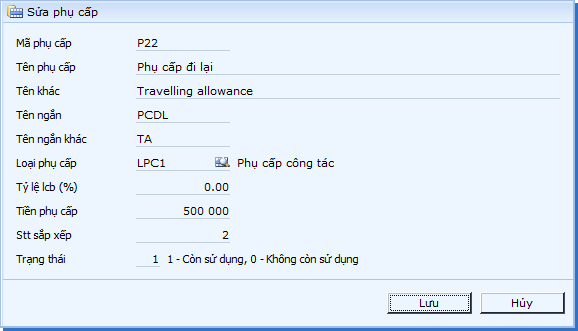 Sửa phụ cấp
Mã phụ cấp P22
Tên phụ cấp Phụ cấp đi lại
Tên khác Travelling allowance
Tên ngắn PCDL
Tên ngắn khác TA
Loại phụ cấp LPC1 Phụ cấp công tác
Tỷ lệ lcb (%) 0.00
Tiền phụ cấp 500 000
Stt sắp xếp 2
Trạng thái 1 1 - Còn sử dụng, 0 - Không còn sử dụng
Lưu Hủy